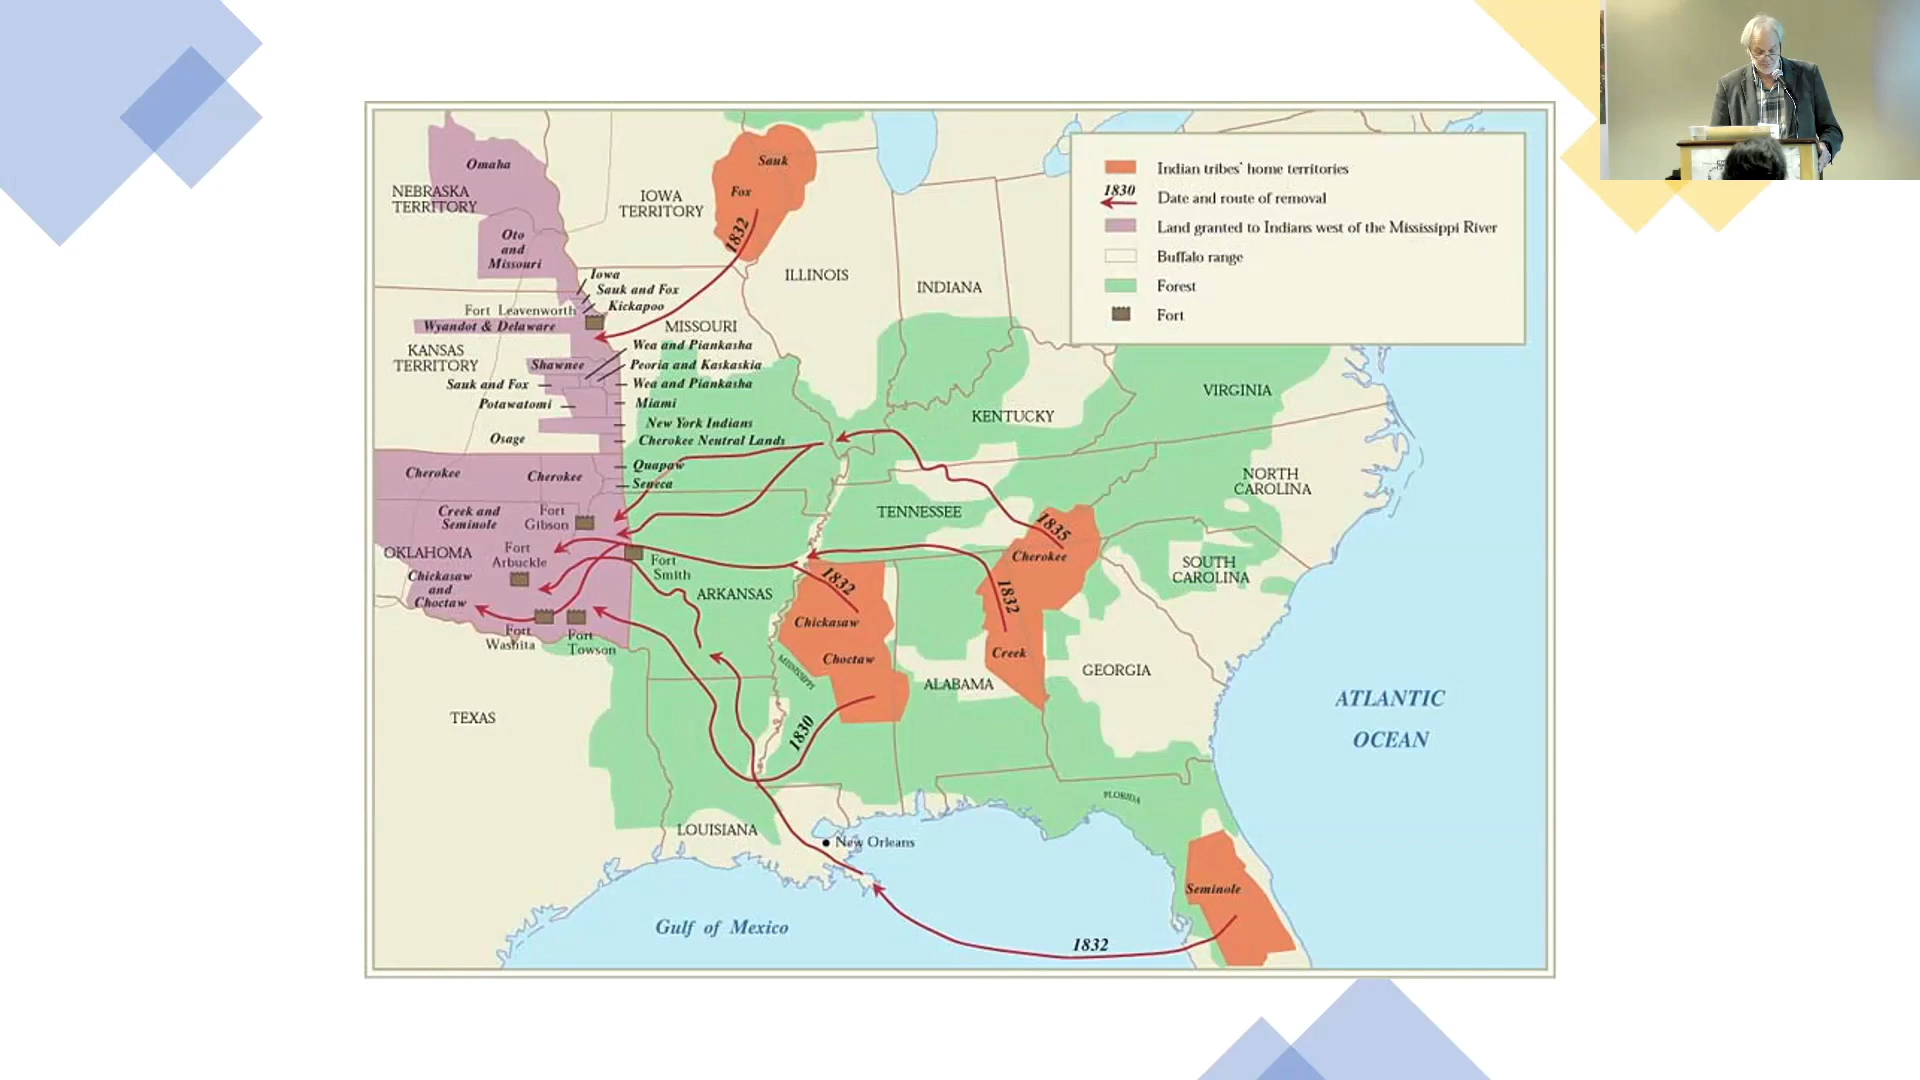 Omaha
NEBRASKA
TERRITORY
Oto
and
Missouri
IOWA
TERRITORY
Sauk
Fox
1832
ILLINOIS
INDIANA
Indian tribes' home territories
1830
Date and route of removal
Land granted to Indians west of the Mississippi River
Buffalo range
Forest
Fort
Iowa
Sauk and Fox
Kickapoo
Fort Leavenworth
Wyandot & Delaware
MISSOURI
KANSAS
TERRITORY
Wea and Piankasha
Shawnee
Peoria and Kaskaskia
Sauk and Fox
Wea and Piankasha
Potawatomi
Miami
New York Indians
Osage
Cherokee Neutral Lands
Cherokee
Cherokee
Quapaw
Seneca
KENTUCKY
VIRGINIA
NORTH
CAROLINA
TENNESSEE
Creek and
Seminole
Fort
Gibson
OKLAHOMA
Fort
Arbuckle
Fort
Smith
Chickasaw
and
Choctaw
ARKANSAS
1835
Cherokee
SOUTH
CAROLINA
1832
Chickasaw
1832
Choctaw
Creek
Fort
Washita
Fort
Towson
MISSISSIPPI
ALABAMA
GEORGIA
TEXAS
1830
ATLANTIC
OCEAN
FLORIDA
LOUISIANA
New Orleans
Seminole
Gulf of Mexico
1832